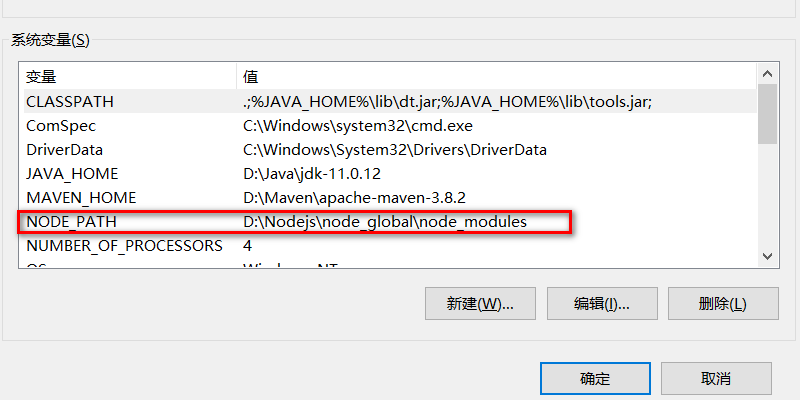 系统变量(S)
变量 值
CLASSPATH .;%JAVA_HOME%\lib\dt.jar;%JAVA_HOME%\lib\tools.jar;
ComSpec C:\Windows\system32\cmd.exe
DriverData C:\Windows\System32\Drivers\DriverData
JAVA_HOME D:\Java\jdk-11.0.12
MAVEN_HOME D:\Maven\apache-maven-3.8.2
NODE_PATH D:\Nodejs\node_global\node_modules
NUMBER_OF_PROCESSORS 4
OS Windows_NT
新建(W)... 编辑(I)... 删除(L)
确定 取消